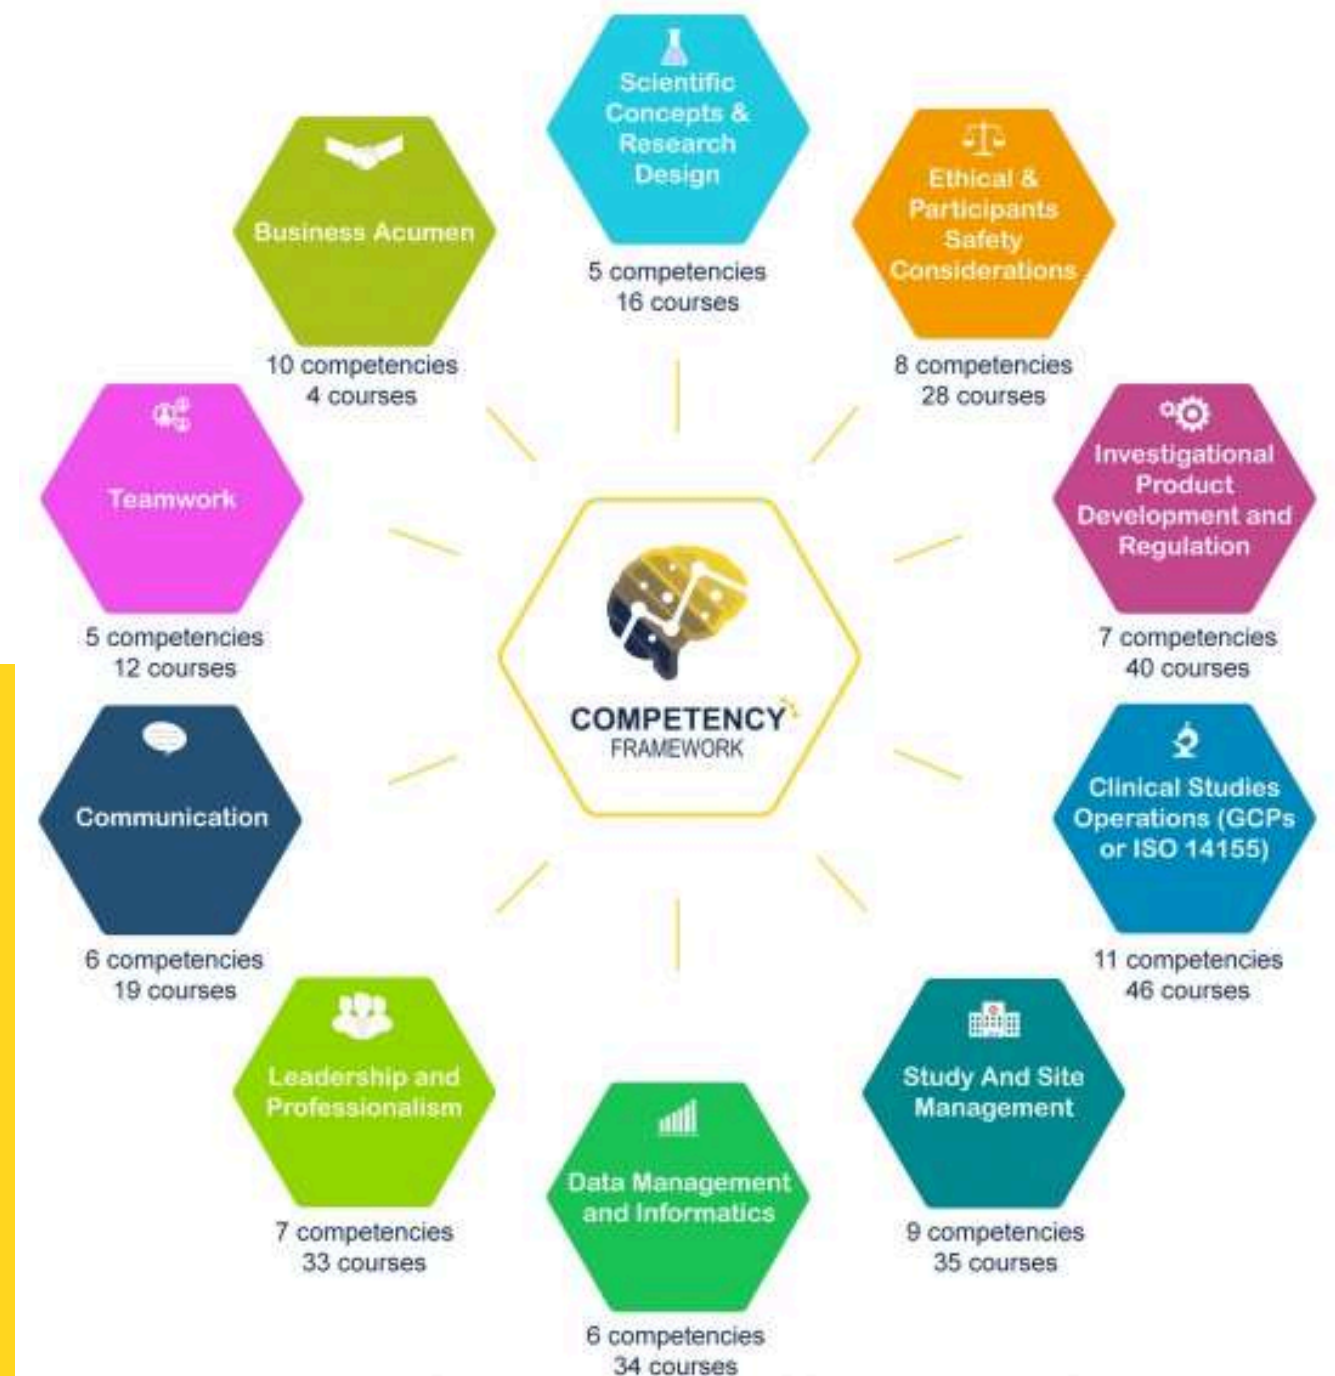 Scientific
Concepts &
Research
Design
5 competencies
16 courses
Ethical &
Participants
Safety
Considerations
8 competencies
28 courses
Investigational
Product
Development and
Regulation
7 competencies
40 courses
Clinical Studies
Operations (GCPs
or ISO 14155)
11 competencies
46 courses
Study And Site
Management
9 competencies
35 courses
Data Management
and Informatics
6 competencies
34 courses
Leadership and
Professionalism
7 competencies
33 courses
Communication
6 competencies
19 courses
Teamwork
5 competencies
12 courses
Business Acumen
10 competencies
4 courses
COMPETENCY
FRAMEWORK